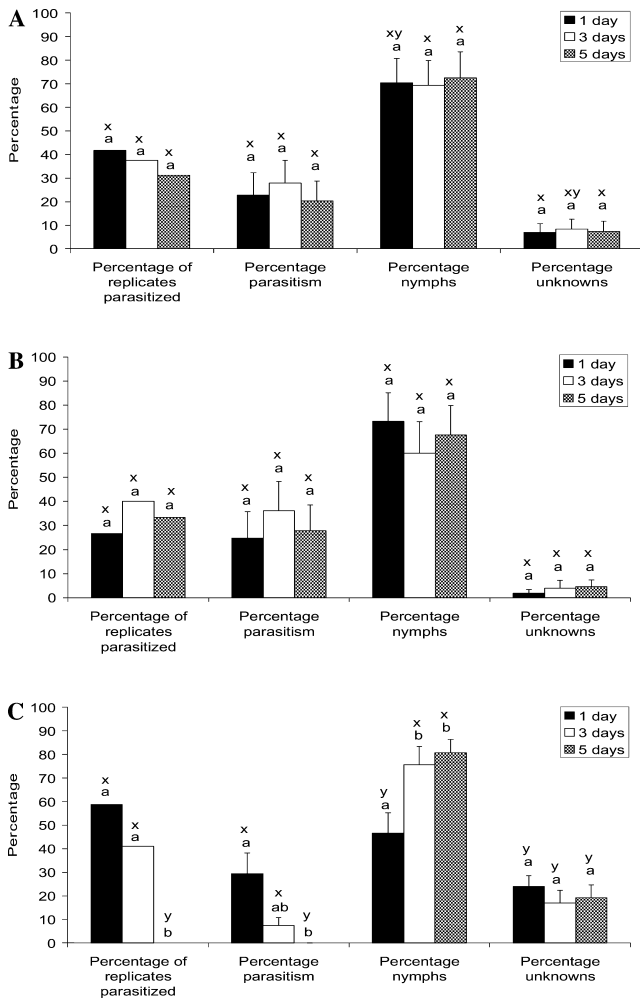 A
100
90
80
70
60
50
40
30
20
10
0
Percentage
1 day
3 days
5 days
x
a
x
a
x
a
x
a
x
a
x
a
xy
a
x
a
x
a
x
a
xy
a
x
a
Percentage of
replicates
parasitized
Percentage
parasitism
Percentage
nymphs
Percentage
unknowns
B
100
90
80
70
60
50
40
30
20
10
0
Percentage
1 day
3 days
5 days
x
a
x
a
x
a
x
a
x
a
x
a
x
a
x
a
x
a
x
a
x
a
x
a
Percentage of
replicates
parasitized
Percentage
parasitism
Percentage
nymphs
Percentage
unknowns
C
100
90
80
70
60
50
40
30
20
10
0
Percentage
1 day
3 days
5 days
x
a
x
a
y
b
x
a
x
ab
y
b
y
a
x
b
x
b
y
a
y
a
y
a
Percentage of
replicates
parasitized
Percentage
parasitism
Percentage
nymphs
Percentage
unknowns